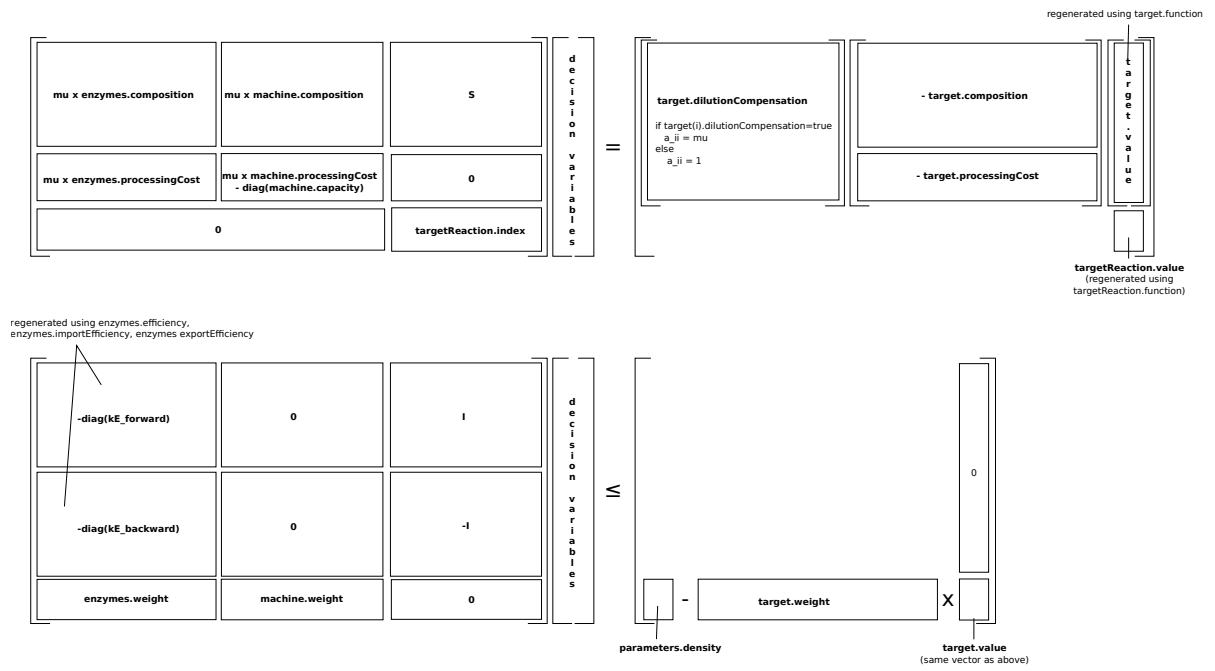 regenerated using target.function
mu x enzymes.composition
mu x machine.composition
S
decision variables
=
target.dilutionCompensation
if target(i).dilutionCompensation=true
a_ii = mu
else
a_ii = 1
- target.composition
target.value
mu x enzymes.processingCost
mu x machine.processingCost
- diag(machine.capacity)
0
- target.processingCost
0
targetReaction.index
targetReaction.value
(regenerated using
targetReaction.function)
regenerated using enzymes.efficiency,
enzymes.importEfficiency, enzymes exportEfficiency
-diag(kE_forward)
0
I
decision variables
≤
0
-diag(kE_backward)
0
-I
enzymes.weight
machine.weight
0
-
target.weight
X
parameters.density
target.value
(same vector as above)